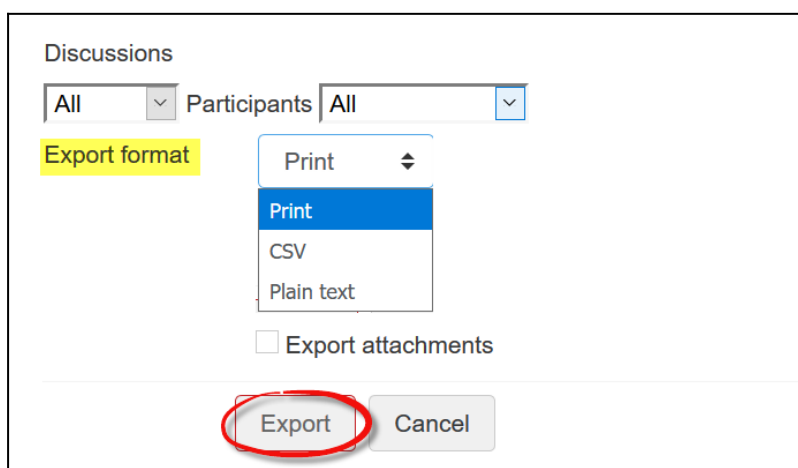 Discussions
All Participants All
Export format Print
Print
CSV
Plain text
Export attachments
Export Cancel